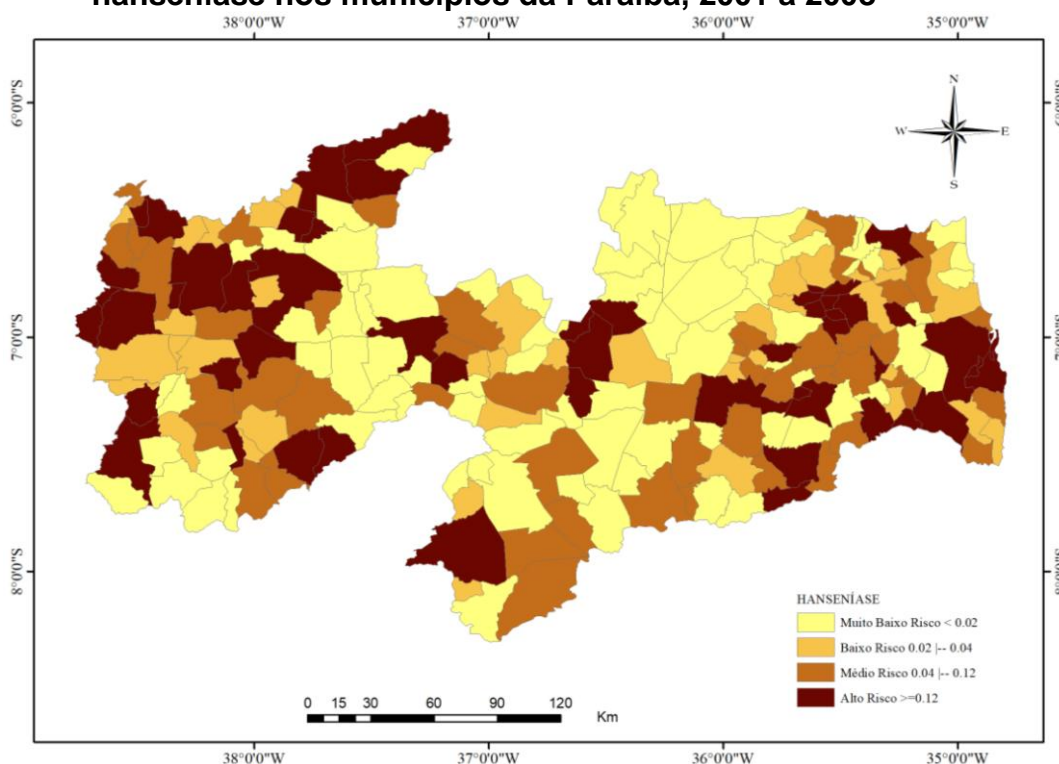 hanseníase nos municípios da Paraíba, 2001 a
38°0'0"W 37°0'0"W 36°0'0"W 35°0'0"W
6°0'0"S
N
W E
S
7°0'0"S
8°0'0"S
HANSENÍASE
Muito Baixo Risco < 0.02
Baixo Risco 0.02 |-- 0.04
Médio Risco 0.04 |-- 0.12
Alto Risco >=0.12
0 15 30 60 90 120
Km
38°0'0"W 37°0'0"W 36°0'0"W 35°0'0"W